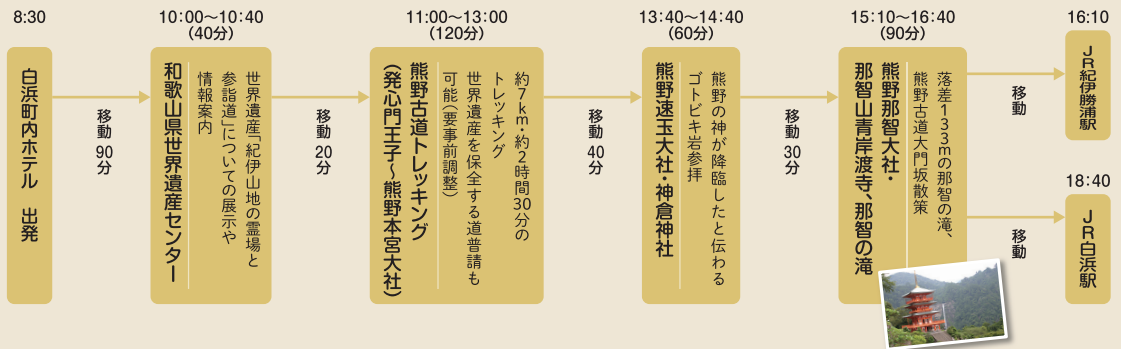 8:30
白浜町内ホテル 出発
移動90分
10:00〜10:40
(40分)
和歌山県世界遺産センター
世界遺産「紀伊山地の霊場と
参詣道」についての展示や
情報案内
移動20分
11:00〜13:00
(120分)
熊野古道トレッキング
(発心門王子〜熊野本宮大社)
約7km・約2時間30分の
トレッキング
世界遺産を保全する道普請も
可能(要事前調整)
移動40分
13:40〜14:40
(60分)
熊野速玉大社・神倉神社
熊野の神が降臨したと伝わる
ゴトビキ岩参拝
移動30分
15:10〜16:40
(90分)
熊野那智大社・
那智山青岸渡寺、那智の滝
落差133mの那智の滝、
熊野古道大門坂散策
移動
16:10
JR紀伊勝浦駅
移動
18:40
JR白浜駅